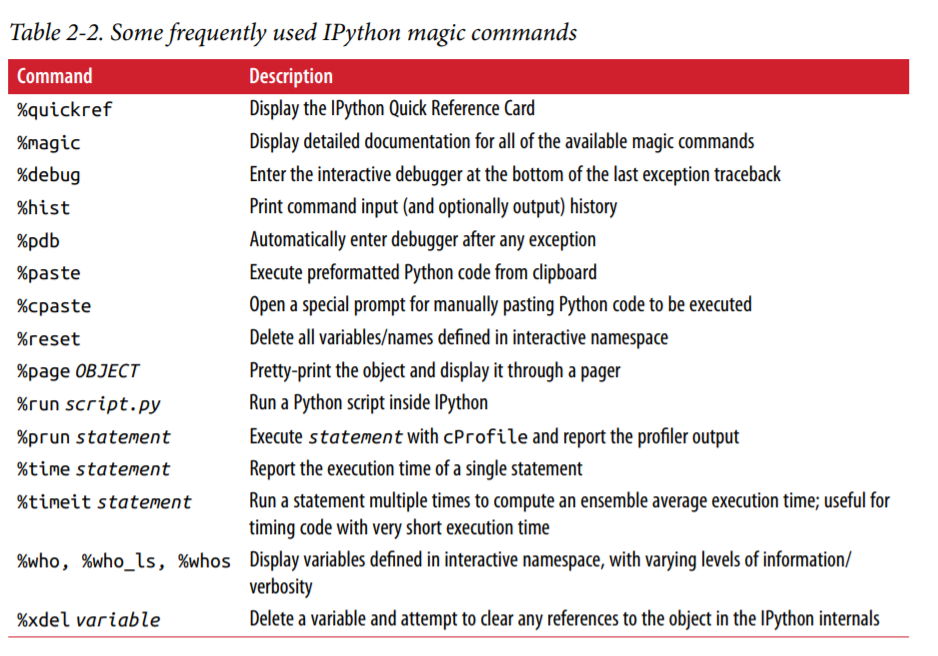 Table 2-2. Some frequently used IPython magic commands
Command Description
%quickref Display the IPython Quick Reference Card
%magic Display detailed documentation for all of the available magic commands
%debug Enter the interactive debugger at the bottom of the last exception traceback
%hist Print command input (and optionally output) history
%pdb Automatically enter debugger after any exception
%paste Execute preformatted Python code from clipboard
%cpaste Open a special prompt for manually pasting Python code to be executed
%reset Delete all variables/names defined in interactive namespace
%page OBJECT Pretty-print the object and display it through a pager
%run script.py Run a Python script inside IPython
%prun statement Execute statement with cProfile and report the profiler output
%time statement Report the execution time of a single statement
%timeit statement Run a statement multiple times to compute an ensemble average execution time; useful for
timing code with very short execution time
%who, %who_ls, %whos Display variables defined in interactive namespace, with varying levels of information/
verbosity
%xdel variable Delete a variable and attempt to clear any references to the object in the IPython internals